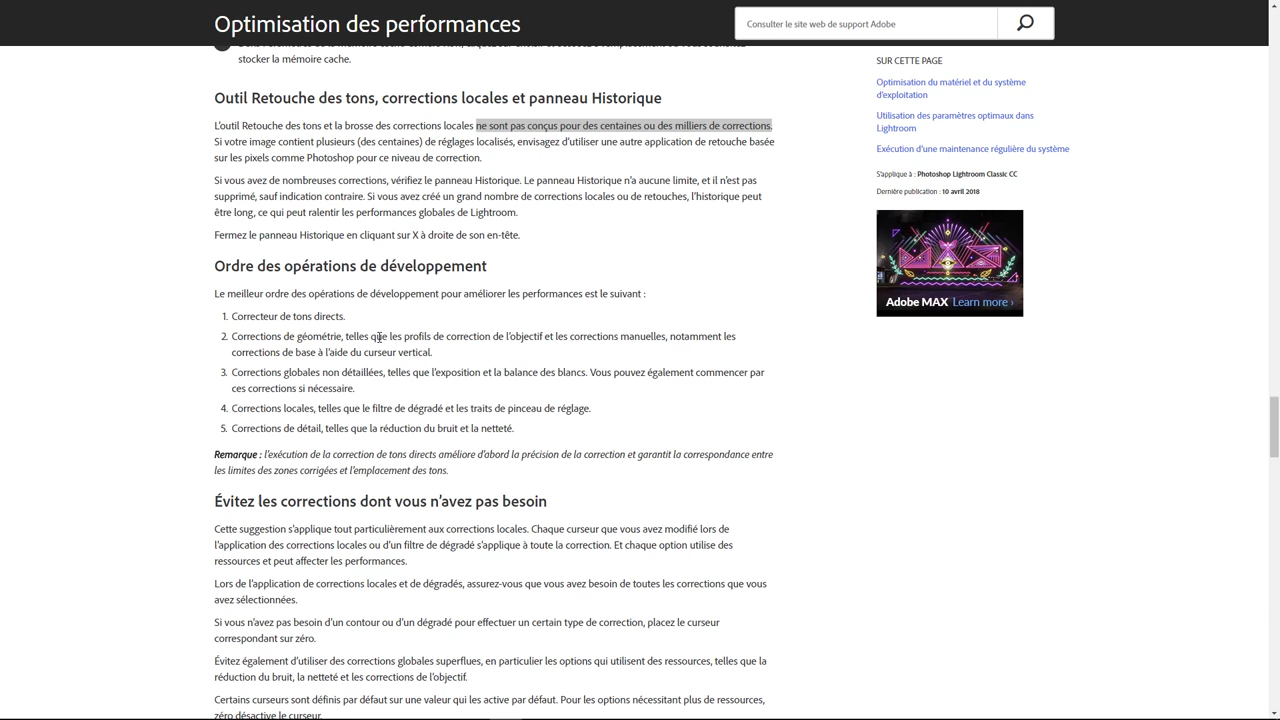 Optimisation des performances
Consulter le site web de support Adobe
stocker la mémoire cache.
Outil Retouche des tons, corrections locales et panneau Historique
L'outil Retouche des tons et la brosse des corrections locales ne sont pas conçus pour des centaines ou des milliers de corrections.
Si votre image contient plusieurs (des centaines) de réglages localisés, envisagez d'utiliser une autre application de retouche basée
sur les pixels comme Photoshop pour ce niveau de correction.
Si vous avez de nombreuses corrections, vérifiez le panneau Historique. Le panneau Historique n'a aucune limite, et il n'est pas
supprimé, sauf indication contraire. Si vous avez créé un grand nombre de corrections locales ou de retouches, l'historique peut
être long, ce qui peut ralentir les performances globales de Lightroom.
Fermez le panneau Historique en cliquant sur X à droite de son en-tête.
Ordre des opérations de développement
Le meilleur ordre des opérations de développement pour améliorer les performances est le suivant :
1. Correcteur de tons directs.
2. Corrections de géométrie, telles que les profils de correction de l'objectif et les corrections manuelles, notamment les
corrections de base à l'aide du curseur vertical.
3. Corrections globales non détaillées, telles que l'exposition et la balance des blancs. Vous pouvez également commencer par
ces corrections si nécessaire.
4. Corrections locales, telles que le filtre de dégradé et les traits de pinceau de réglage.
5. Corrections de détail, telles que la réduction du bruit et la netteté.
Remarque : l'exécution de la correction de tons directs améliore d'abord la précision de la correction et garantit la correspondance entre
les limites des zones corrigées et l'emplacement des tons.
Évitez les corrections dont vous n'avez pas besoin
Cette suggestion s'applique tout particulièrement aux corrections locales. Chaque curseur que vous avez modifié lors de
l'application des corrections locales ou d'un filtre de dégradé s'applique à toute la correction. Et chaque option utilise des
ressources et peut affecter les performances.
Lors de l'application de corrections locales et de dégradés, assurez-vous que vous avez besoin de toutes les corrections que vous
avez sélectionnées.
Si vous n'avez pas besoin d'un contour ou d'un dégradé pour effectuer un certain type de correction, placez le curseur
correspondant sur zéro.
Évitez également d'utiliser des corrections globales superflues, en particulier les options qui utilisent des ressources, telles que la
réduction du bruit, la netteté et les corrections de l'objectif.
Certains curseurs sont définis par défaut sur une valeur qui les active par défaut. Pour les options nécessitant plus de ressources,
zéro désactive le curseur.
SUR CETTE PAGE
Optimisation du matériel et du système
d'exploitation
Utilisation des paramètres optimaux dans
Lightroom
Exécution d'une maintenance régulière du système
S'applique à : Photoshop Lightroom Classic CC
Dernière publication : 10 avril 2018
Adobe MAX Learn more ›